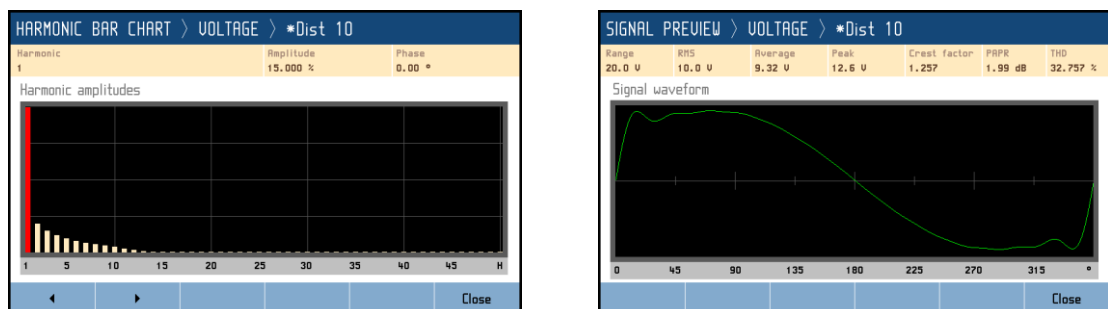 HARMONIC BAR CHART > VOLTAGE > *Dist 10
Harmonic Amplitude Phase
1 15.000 % 0.00 °
Harmonic amplitudes
1 5 10 15 20 25 30 35 40 45 H
Close
SIGNAL PREVIEW > VOLTAGE > *Dist 10
Range RMS Average Peak Crest factor PAPR THD
20.0 V 10.0 V 9.32 V 12.6 V 1.257 1.99 dB 32.757 %
Signal waveform
0 45 90 135 180 225 270 315 °
Close